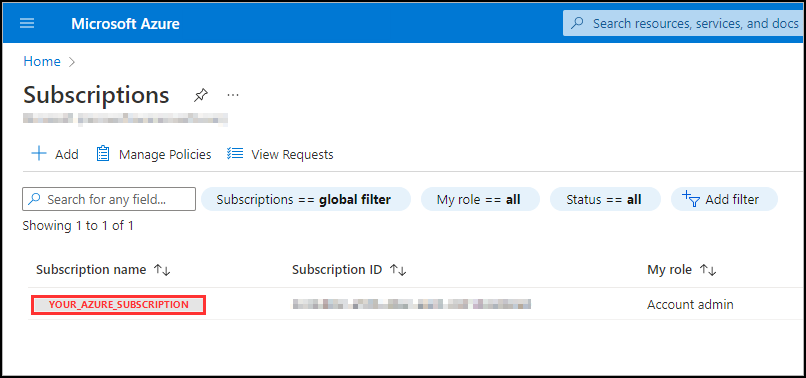 Microsoft Azure
Search resources, services, and docs
Home >
Subscriptions ...
+ Add Manage Policies View Requests
Search for any field... Subscriptions == global filter My role == all Status == all Add filter
Showing 1 to 1 of 1
Subscription name ↑↓ Subscription ID ↑↓ My role ↑↓
YOUR_AZURE_SUBSCRIPTION Account admin